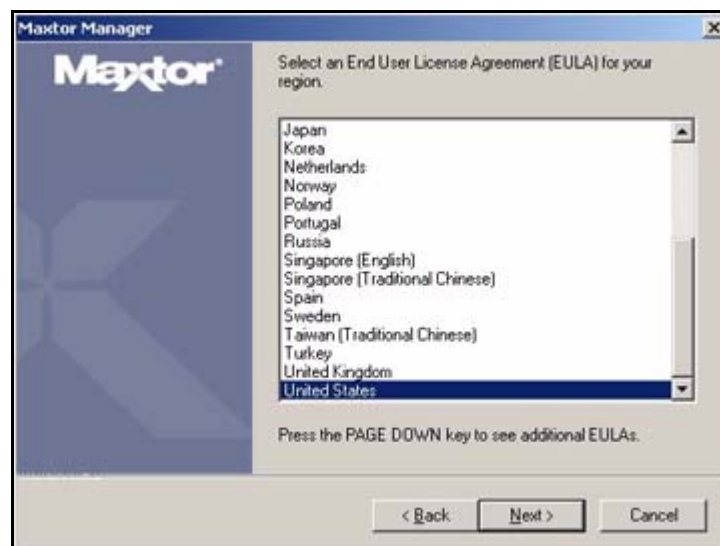 Maxtor Manager
Maxtor
Select an End User License Agreement (EULA) for your
region.
Japan
Korea
Netherlands
Norway
Poland
Portugal
Russia
Singapore (English)
Singapore (Traditional Chinese)
Spain
Sweden
Taiwan (Traditional Chinese)
Turkey
United Kingdom
United States
Press the PAGE DOWN key to see additional EULAs.
< Back
Next >
Cancel